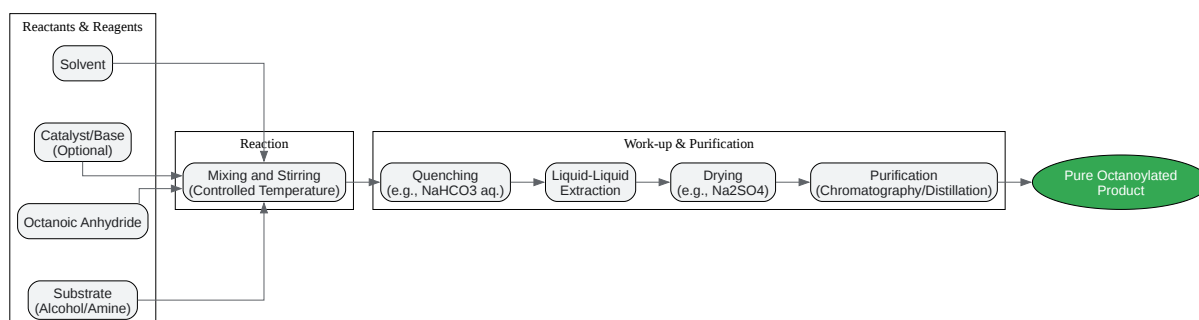 Reactants & Reagents
Solvent
Catalyst/Base
(Optional)
Octanoic Anhydride
Substrate
(Alcohol/Amine)
Reaction
Mixing and Stirring
(Controlled Temperature)
Work-up & Purification
Quenching
(e.g., NaHCO3 aq.)
Liquid-Liquid
Extraction
Drying
(e.g., Na2SO4)
Purification
(Chromatography/Distillation)
Pure Octanoylated
Product